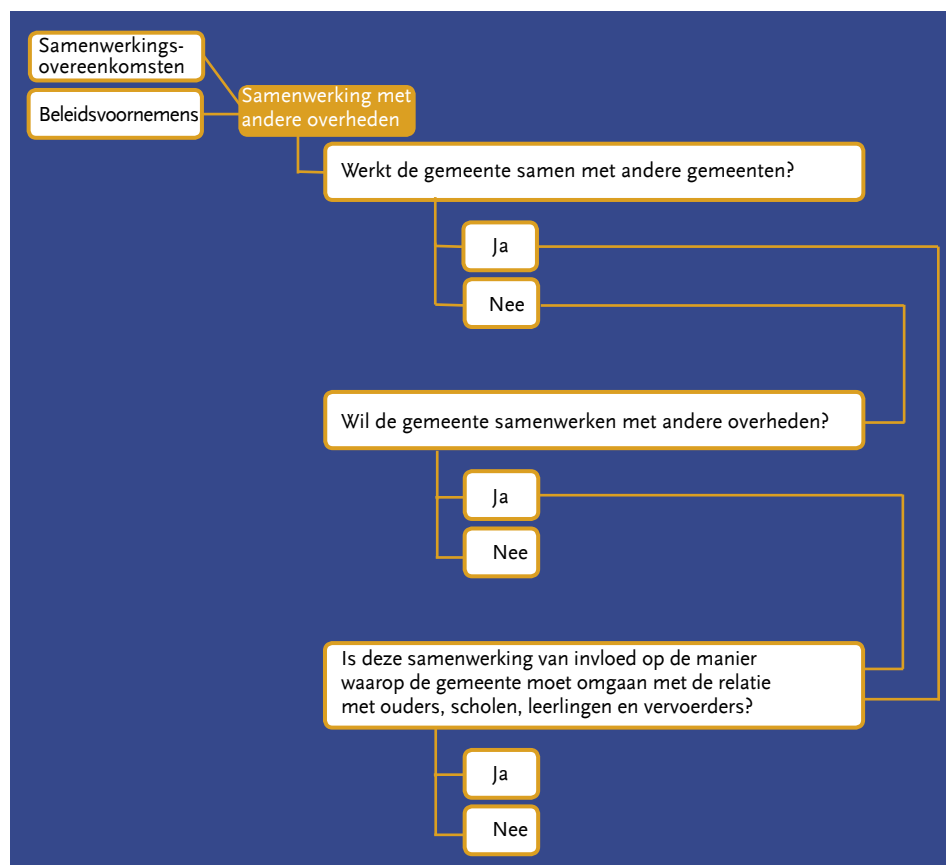 Samenwerkings-
overeenkomsten
Beleidsvoornemens
Samenwerking met
andere overheden
Werkt de gemeente samen met andere gemeenten?
Ja
Nee
Wil de gemeente samenwerken met andere overheden?
Ja
Nee
Is deze samenwerking van invloed op de manier
waarop de gemeente moet omgaan met de relatie
met ouders, scholen, leerlingen en vervoerders?
Ja
Nee